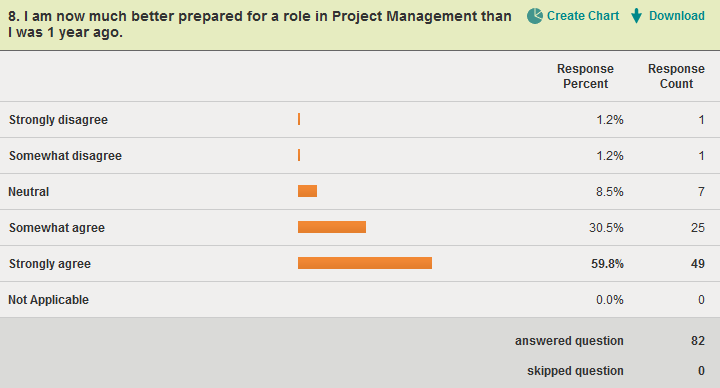 8. I am now much better prepared for a role in Project Management than Create Chart Download
I was 1 year ago.
Response Response
Percent Count
Strongly disagree 1.2% 1
Somewhat disagree 1.2% 1
Neutral 8.5% 7
Somewhat agree 30.5% 25
Strongly agree 59.8% 49
Not Applicable 0.0% 0
answered question 82
skipped question 0